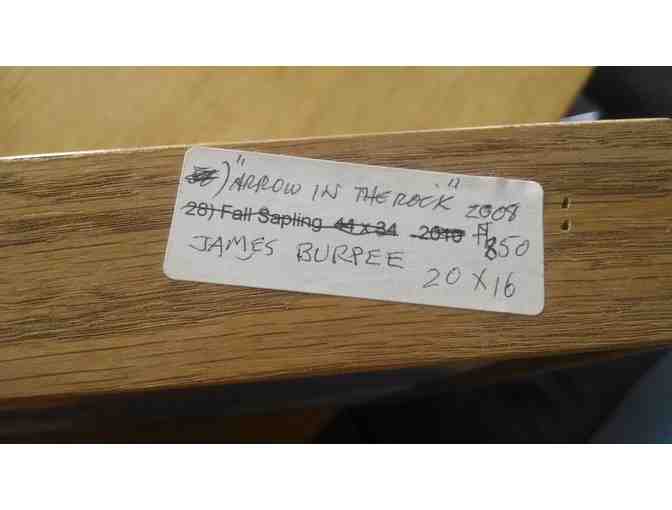 ) "ARROW IN THE ROCK" 2008
28) Fall Sapling 44 x 34 2010 850
JAMES BURPEE
20 X 16